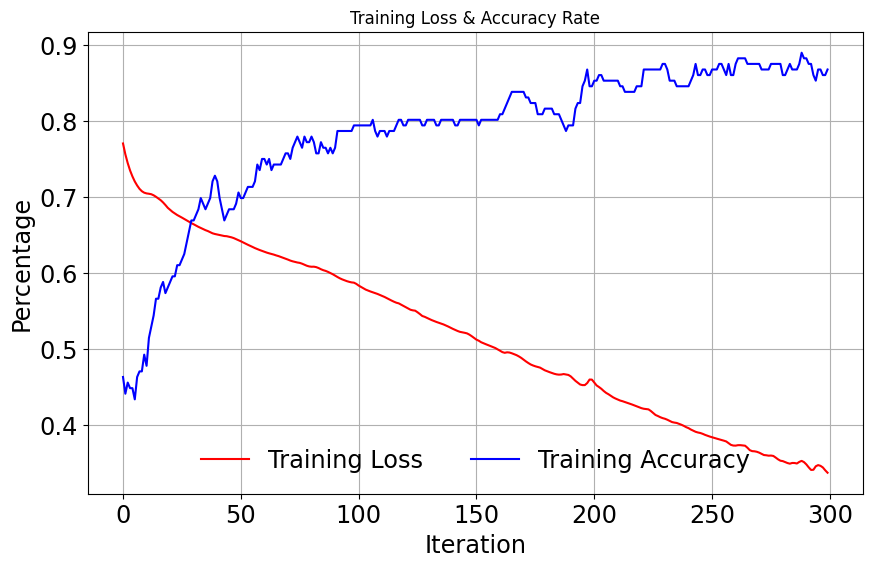 Training Loss & Accuracy Rate
Percentage
0.9
0.8
0.7
0.6
0.5
0.4
Training Loss
Training Accuracy
0
50
100
150
200
250
300
Iteration